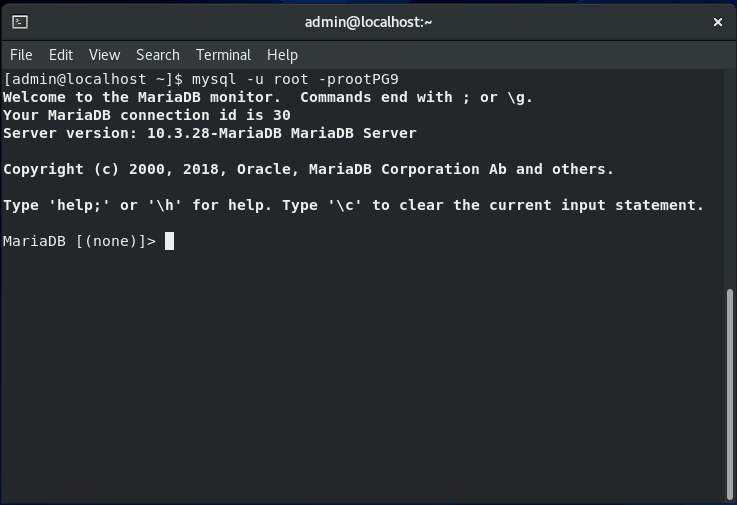 admin@localhost:~
File Edit View Search Terminal Help
[admin@localhost ~]$ mysql -u root -prootPG9
Welcome to the MariaDB monitor.  Commands end with ; or \g.
Your MariaDB connection id is 30
Server version: 10.3.28-MariaDB MariaDB Server
Copyright (c) 2000, 2018, Oracle, MariaDB Corporation Ab and others.
Type 'help;' or '\h' for help. Type '\c' to clear the current input statement.
MariaDB [(none)]>